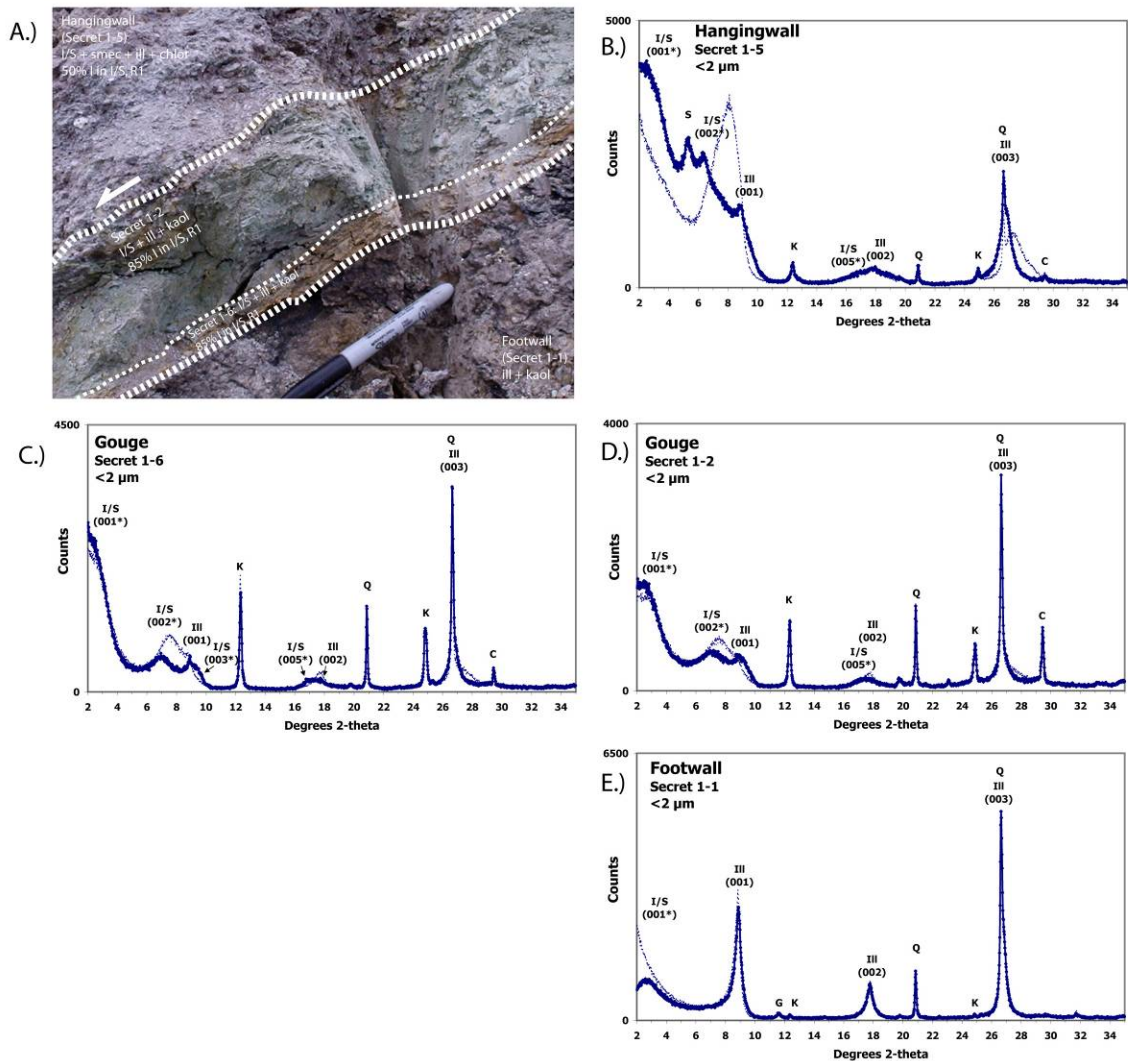 A.)
Hangingwall
(Secret 1-5)
I/S + smec + ill + chlor
50% I in I/S, R1
Secret 1-2
I/S + ill + kaol
85% I in I/S, R1
Secret 1-6 I/S + ill + kaol
85% I in I/S, R1
Footwall
(Secret 1-1)
ill + kaol
B.)
5000
Hangingwall
Secret 1-5
<2 µm
I/S
(001*)
S
I/S
(002*)
Ill
(001)
K
I/S
(005*)
Ill
(002)
Q
K
Q
Ill
(003)
C
Counts
0
2 4 6 8 10 12 14 16 18 20 22 24 26 28 30 32 34
Degrees 2-theta
C.)
4500
Gouge
Secret 1-6
<2 µm
I/S
(001*)
I/S
(002*)
Ill
(001)
I/S
(003*)
K
I/S
(005*)
Ill
(002)
Q
K
Q
Ill
(003)
C
Counts
0
2 4 6 8 10 12 14 16 18 20 22 24 26 28 30 32 34
Degrees 2-theta
D.)
4000
Gouge
Secret 1-2
<2 µm
I/S
(001*)
I/S
(002*)
Ill
(001)
K
Ill
(002)
I/S
(005*)
Q
K
Q
Ill
(003)
C
Counts
0
2 4 6 8 10 12 14 16 18 20 22 24 26 28 30 32 34
Degrees 2-theta
E.)
6500
Footwall
Secret 1-1
<2 µm
I/S
(001*)
Ill
(001)
G
K
Ill
(002)
Q
K
Q
Ill
(003)
Counts
0
2 4 6 8 10 12 14 16 18 20 22 24 26 28 30 32 34
Degrees 2-theta